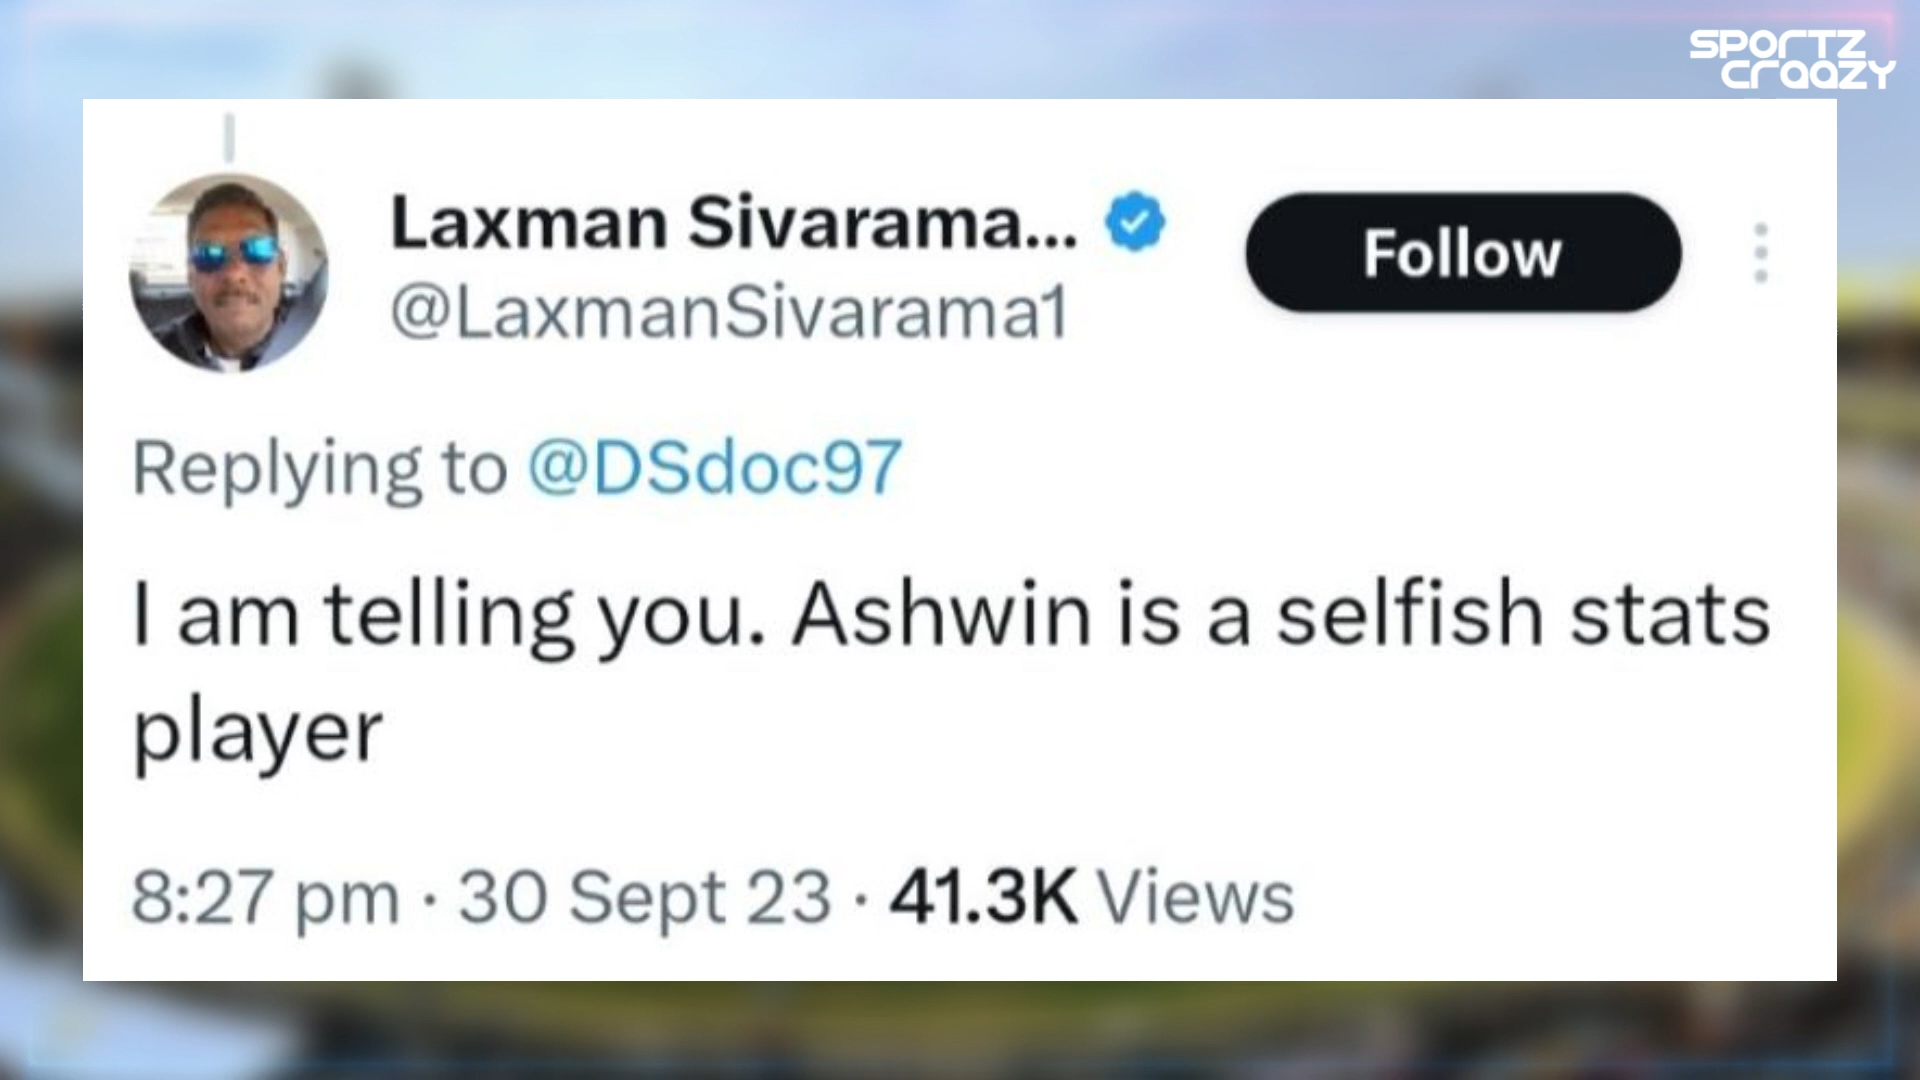 SPORTZ
CRAAZY
Laxman Sivarama...
Follow
@LaxmanSivarama1
Replying to @DSdoc97
I am telling you. Ashwin is a selfish stats
player
8:27 pm · 30 Sept 23 · 41.3K Views